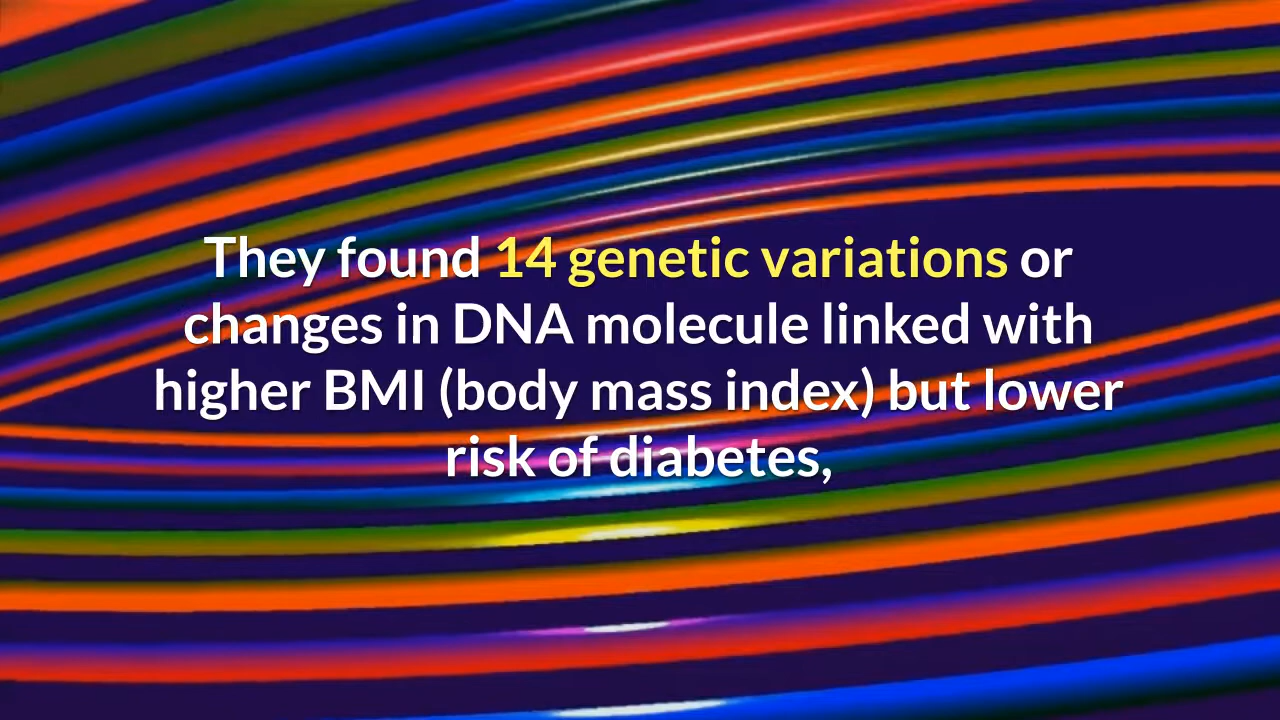 They found 14 genetic variations or
changes in DNA molecule linked with
higher BMI (body mass index) but lower
risk of diabetes,